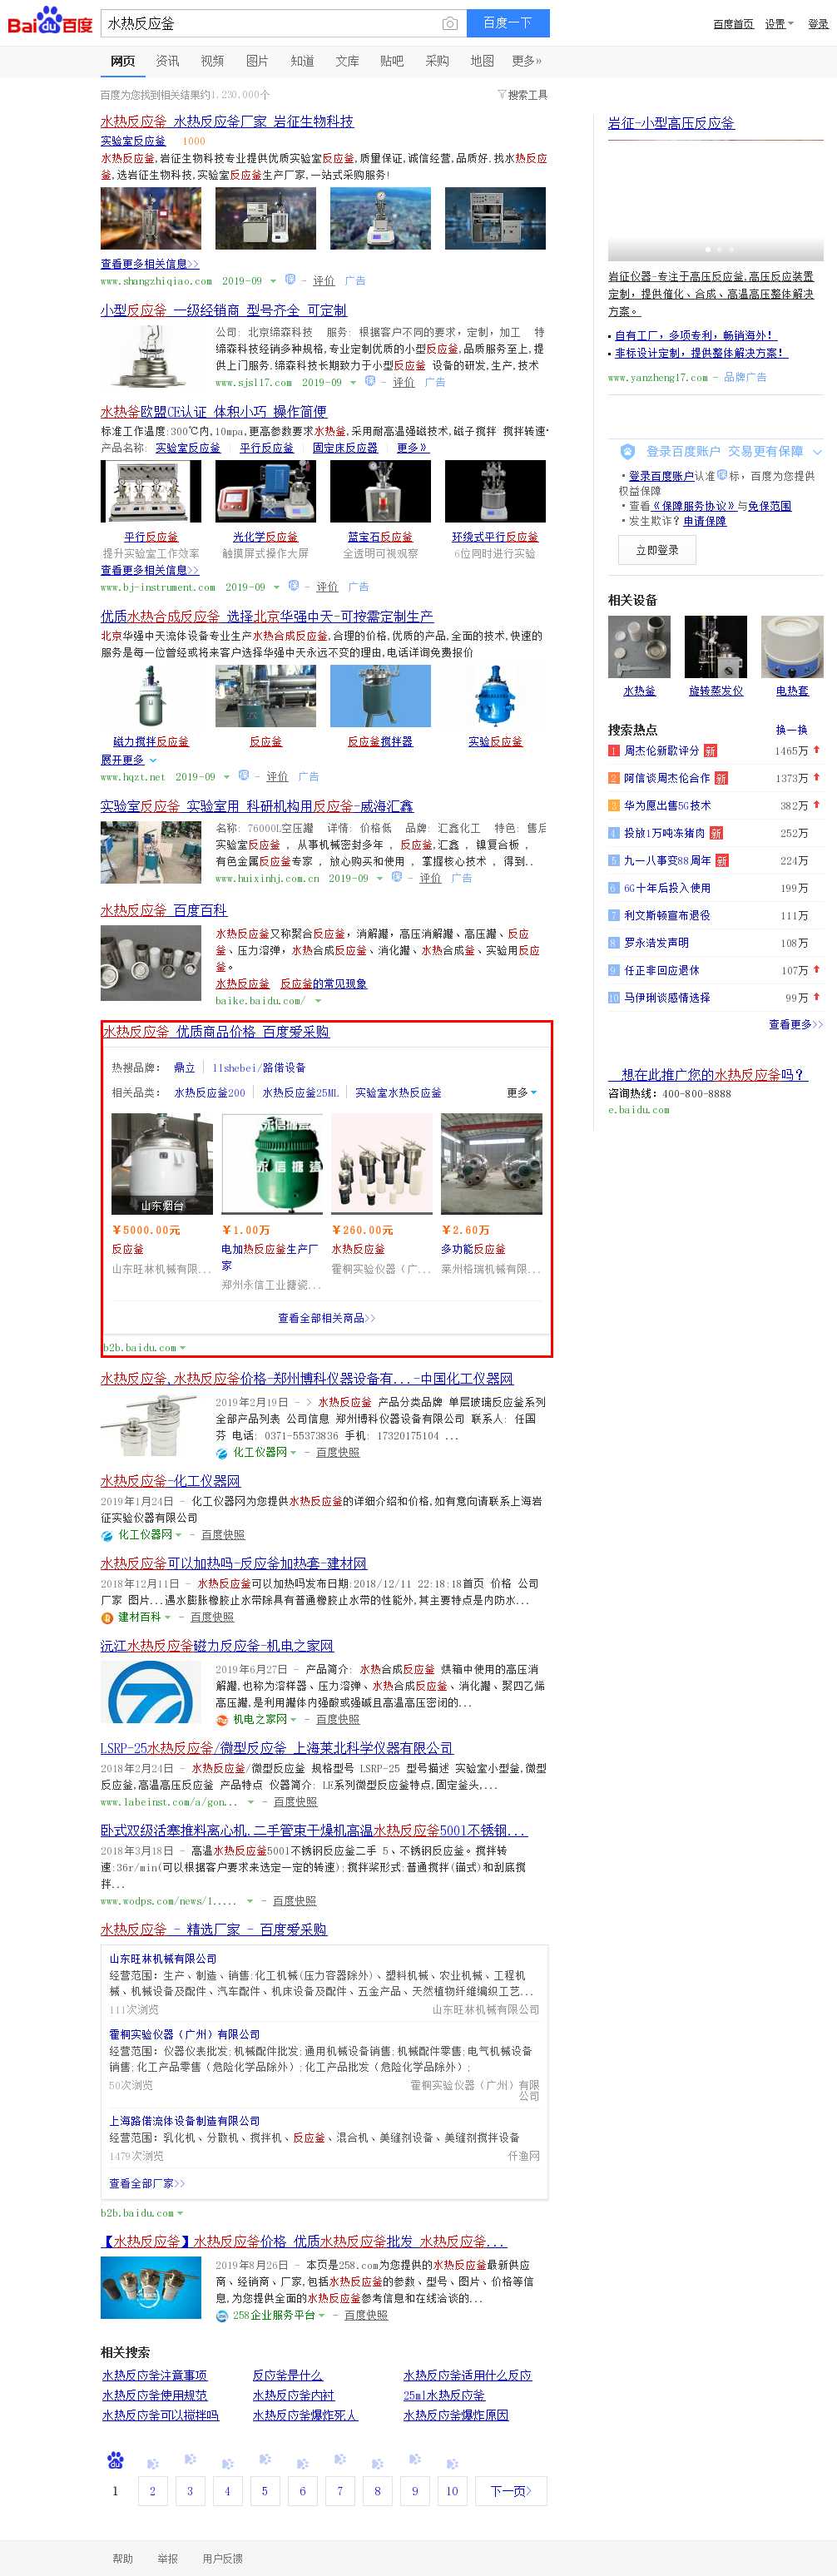 Bai du 百度
水热反应釜
百度一下
百度首页 设置 登录
网页 资讯 视频 图片 知道 文库 贴吧 采购 地图 更多»
百度为您找到相关结果约1,230,000个
搜索工具
水热反应釜 水热反应釜厂家 岩征生物科技
实验室反应釜 1000
水热反应釜,岩征生物科技专业提供优质实验室反应釜,质量保证,诚信经营,品质好,找水热反应
釜,选岩征生物科技,实验室反应釜生产厂家,一站式采购服务!
查看更多相关信息>>
www.shangzhiqiao.com 2019-09 - 评价 广告
小型反应釜 一级经销商 型号齐全 可定制
公司: 北京缔森科技 服务: 根据客户不同的要求，定制，加工 特
缔森科技经销多种规格,专业定制优质的小型反应釜,品质服务至上,提
供上门服务.缔森科技长期致力于小型反应釜 设备的研发,生产,技术
www.sjsl17.com 2019-09 - 评价 广告
水热釜欧盟CE认证 体积小巧 操作简便
标准工作温度:300℃内,10mpa,更高参数要求水热釜,采用耐高温强磁技术,磁子搅拌 搅拌转速·
产品名称: 实验室反应釜 平行反应釜 固定床反应器 更多》
平行反应釜 光化学反应釜 蓝宝石反应釜 环绕式平行反应釜
提升实验室工作效率 触摸屏式操作大屏 全透明可视观察 6位同时进行实验
查看更多相关信息>>
www.bj-instrument.com 2019-09 - 评价 广告
优质水热合成反应釜 选择北京华强中天-可按需定制生产
北京华强中天流体设备专业生产水热合成反应釜,合理的价格,优质的产品,全面的技术,快速的
服务是每一位曾经或将来客户选择华强中天永远不变的理由,电话详询免费报价
磁力搅拌反应釜 反应釜 反应釜搅拌器 实验反应釜
展开更多
www.hqzt.net 2019-09 - 评价 广告
实验室反应釜 实验室用 科研机构用反应釜-威海汇鑫
名称: 76000L空压罐 详情: 价格低 品牌: 汇鑫化工 特色: 售后
实验室反应釜 ，从事机械密封多年 ，反应釜,汇鑫 ，镍复合板 ，
有色金属反应釜专家 ，放心购买和使用 ，掌握核心技术 ，得到..
www.huixinhj.com.cn 2019-09 - 评价 广告
水热反应釜 百度百科
水热反应釜又称聚合反应釜，消解罐，高压消解罐、高压罐、反应
釜、压力溶弹，水热合成反应釜、消化罐、水热合成釜、实验用反应
釜。
水热反应釜 反应釜的常见现象
baike.baidu.com/
水热反应釜 优质商品价格 百度爱采购
热搜品牌: 鼎立 llshebei/路偌设备
相关品类: 水热反应釜200 水热反应釜25ML 实验室水热反应釜 更多
山东烟台
￥5000.00元 ￥1.00万 ￥260.00元 ￥2.60万
反应釜 电加热反应釜生产厂家 水热反应釜 多功能反应釜
山东旺林机械有限... 郑州永信工业搪瓷... 霍桐实验仪器（广... 莱州格瑞机械有限...
查看全部相关商品>>
b2b.baidu.com
水热反应釜,水热反应釜价格-郑州博科仪器设备有...-中国化工仪器网
2019年2月19日 - > 水热反应釜 产品分类品牌 单层玻璃反应釜系列
全部产品列表 公司信息 郑州博科仪器设备有限公司 联系人: 任国
芬 电话: 0371-55373836 手机: 17320175104 ...
化工仪器网 - 百度快照
水热反应釜-化工仪器网
2019年1月24日 - 化工仪器网为您提供水热反应釜的详细介绍和价格,如有意向请联系上海岩
征实验仪器有限公司
化工仪器网 - 百度快照
水热反应釜可以加热吗-反应釜加热套-建材网
2018年12月11日 - 水热反应釜可以加热吗发布日期:2018/12/11 22:18:18首页 价格 公司
厂家 图片...遇水膨胀橡胶止水带除具有普通橡胶止水带的性能外,其主要特点是内防水...
建材百科 - 百度快照
沅江水热反应釜磁力反应釜-机电之家网
2019年6月27日 - 产品简介: 水热合成反应釜 烘箱中使用的高压消
解罐,也称为溶样器、压力溶弹、水热合成反应釜、消化罐、聚四乙烯
高压罐,是利用罐体内强酸或强碱且高温高压密闭的...
机电之家网 - 百度快照
LSRP-25水热反应釜/微型反应釜 上海莱北科学仪器有限公司
2018年2月24日 - 水热反应釜/微型反应釜 规格型号 LSRP-25 型号描述 实验室小型釜,微型
反应釜,高温高压反应釜 产品特点 仪器简介: LE系列微型反应釜特点,固定釜头,...
www.labeinst.com/a/gon... - 百度快照
卧式双级活塞推料离心机.二手管束干燥机高温水热反应釜500l不锈钢...
2018年3月18日 - 高温水热反应釜500l不锈钢反应釜二手 5、不锈钢反应釜。搅拌转
速:36r/min(可以根据客户要求来选定一定的转速);搅拌桨形式:普通搅拌(锚式)和刮底搅
拌...
www.wodps.com/news/1..... - 百度快照
水热反应釜 - 精选厂家 - 百度爱采购
山东旺林机械有限公司
经营范围: 生产、制造、销售:化工机械(压力容器除外)、塑料机械、农业机械、工程机
械、机械设备及配件、汽车配件、机床设备及配件、五金产品、天然植物纤维编织工艺...
111次浏览 山东旺林机械有限公司
霍桐实验仪器（广州）有限公司
经营范围: 仪器仪表批发;机械配件批发;通用机械设备销售;机械配件零售;电气机械设备
销售;化工产品零售（危险化学品除外）;化工产品批发（危险化学品除外）;
50次浏览 霍桐实验仪器（广州）有限
公司
上海路偌流体设备制造有限公司
经营范围: 乳化机、分散机、搅拌机、反应釜、混合机、美缝剂设备、美缝剂搅拌设备
1479次浏览 仟渔网
查看全部厂家>>
b2b.baidu.com
【水热反应釜】水热反应釜价格 优质水热反应釜批发 水热反应釜...
2019年8月26日 - 本页是258.com为您提供的水热反应釜最新供应
商、经销商、厂家,包括水热反应釜的参数、型号、图片、价格等信
息,为您提供全面的水热反应釜参考信息和在线洽谈的...
258企业服务平台 - 百度快照
相关搜索
水热反应釜注意事项 反应釜是什么 水热反应釜适用什么反应
水热反应釜使用规范 水热反应釜内衬 25ml水热反应釜
水热反应釜可以搅拌吗 水热反应釜爆炸死人 水热反应釜爆炸原因
1 2 3 4 5 6 7 8 9 10 下一页>
帮助 举报 用户反馈
岩征-小型高压反应釜
岩征仪器-专注于高压反应釜,高压反应装置
定制，提供催化、合成、高温高压整体解决
方案。
自有工厂，多项专利，畅销海外!
非标设计定制，提供整体解决方案!
www.yanzheng17.com - 品牌广告
登录百度账户 交易更有保障
·登录百度账户认准标，百度为您提供
权益保障
·查看《保障服务协议》与免保范围
·发生欺诈？申请保障
立即登录
相关设备
水热釜 旋转蒸发仪 电热套
搜索热点 换一换
1 周杰伦新歌评分 新 1465万
2 阿信谈周杰伦合作 新 1373万
3 华为愿出售5G技术 382万
4 投放1万吨冻猪肉 新 252万
5 九一八事变88周年 新 224万
6 6G十年后投入使用 199万
7 利文斯顿宣布退役 111万
8 罗永浩发声明 108万
9 任正非回应退休 107万
10 马伊琍谈感情选择 99万
查看更多>>
想在此推广您的水热反应釜吗？
咨询热线: 400-800-8888
e.baidu.com